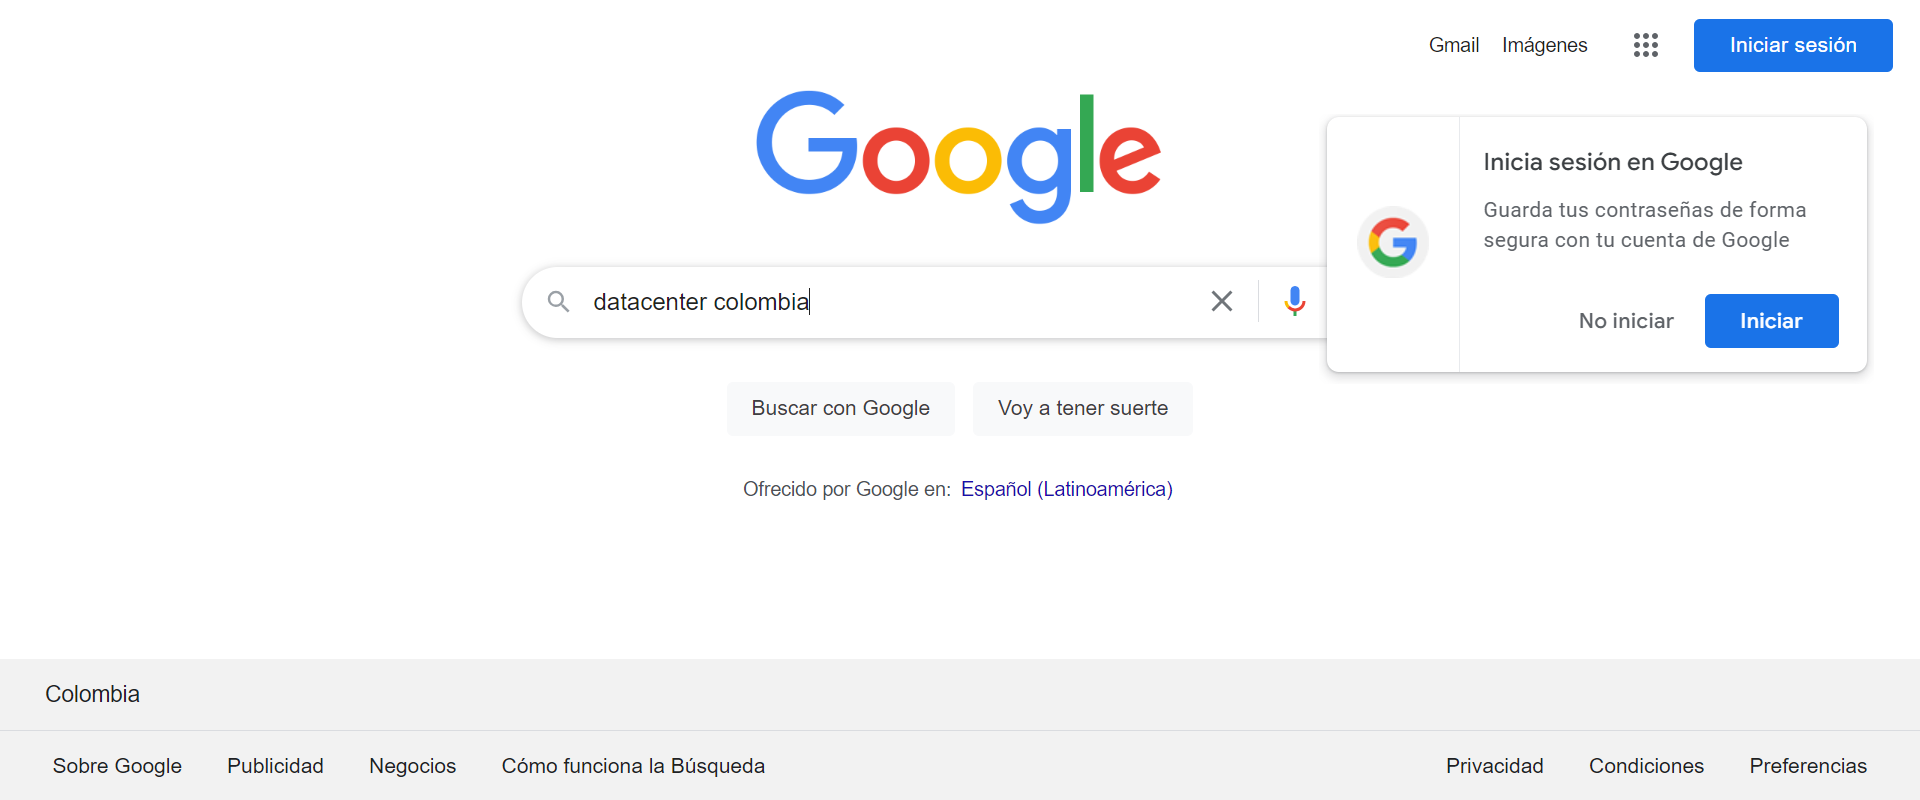 Gmail Imágenes Iniciar sesión
Google
Inicia sesión en Google
Guarda tus contraseñas de forma
segura con tu cuenta de Google
No iniciar Iniciar
datacenter colombia
Buscar con Google Voy a tener suerte
Ofrecido por Google en: Español (Latinoamérica)
Colombia
Sobre Google Publicidad Negocios Cómo funciona la Búsqueda Privacidad Condiciones Preferencias